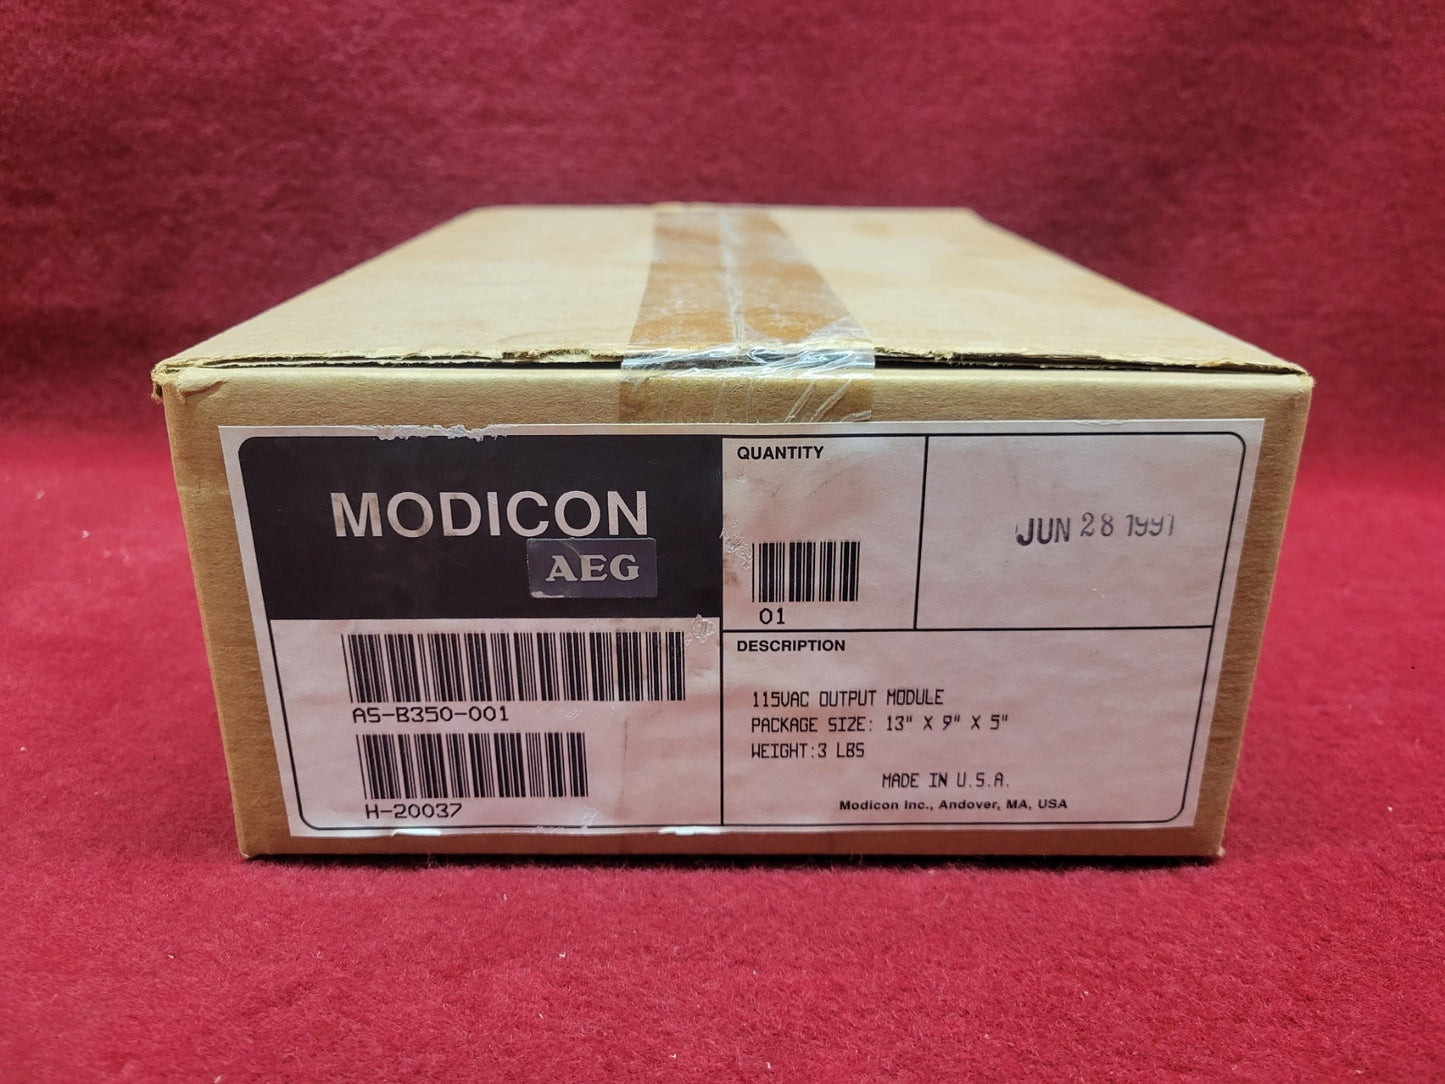 MODICON
AEG
AS-B350-001
H-20037
QUANTITY
01
JUN 28 1991
DESCRIPTION
115VAC OUTPUT MODULE
PACKAGE SIZE: 13" X 9" X 5"
WEIGHT:3 LBS
MADE IN U.S.A.
Modicon Inc., Andover, MA, USA